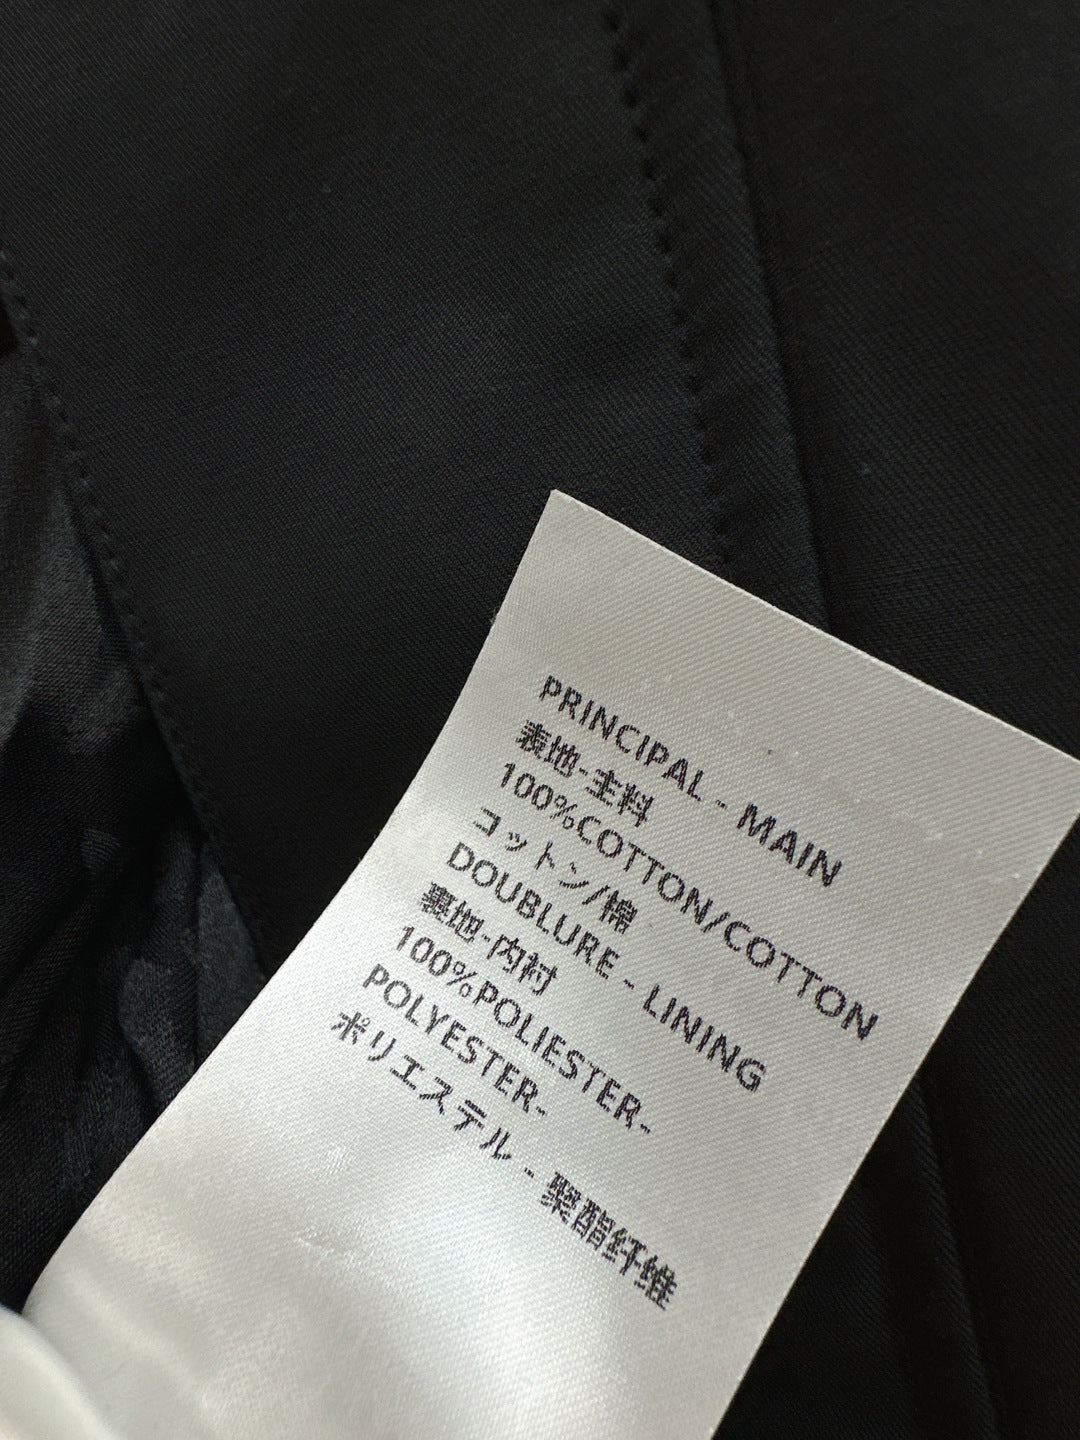 PRINCIPAL - MAIN
表地-主料
100%COTTON/COTTON
コットン/棉
DOUBLURE - LINING
裏地-内衬
100%POLIESTER-
POLYESTER-
ポリエステル - 聚酯纤维